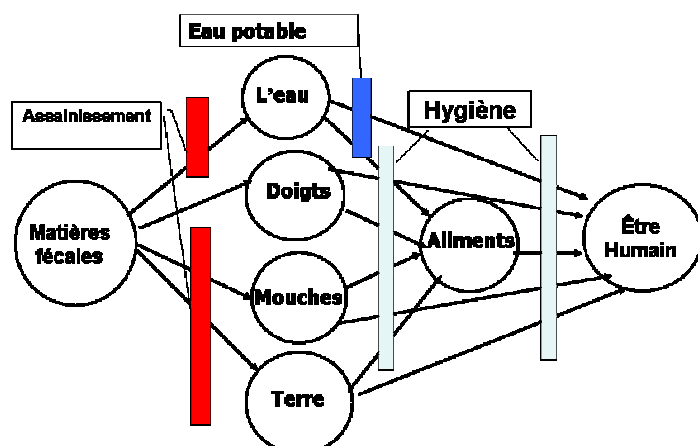 Eau potable
L'eau
Assainissement
Hygiène
Doigts
Matières
fécales
Aliments
Être
Humain
Mouches
Terre